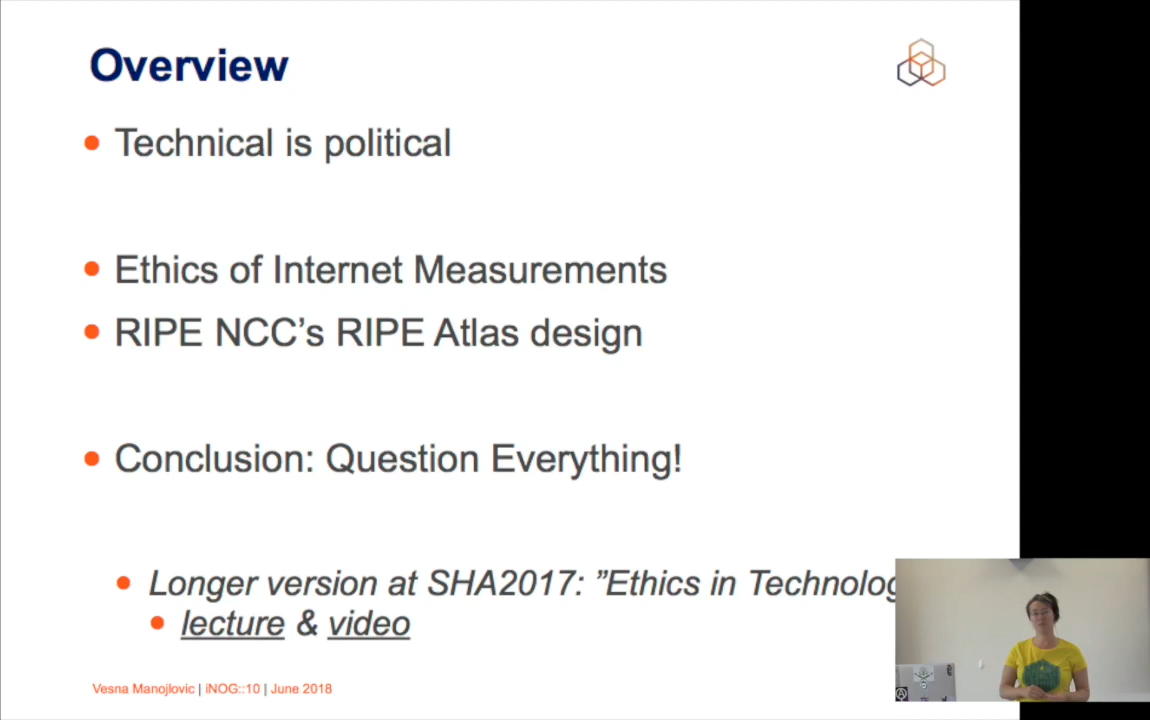 Overview
• Technical is political
• Ethics of Internet Measurements
• RIPE NCC’s RIPE Atlas design
• Conclusion: Question Everything!
• Longer version at SHA2017: ”Ethics in Technolog
• lecture & video
Vesna Manojlovic | iNOG::10 | June 2018